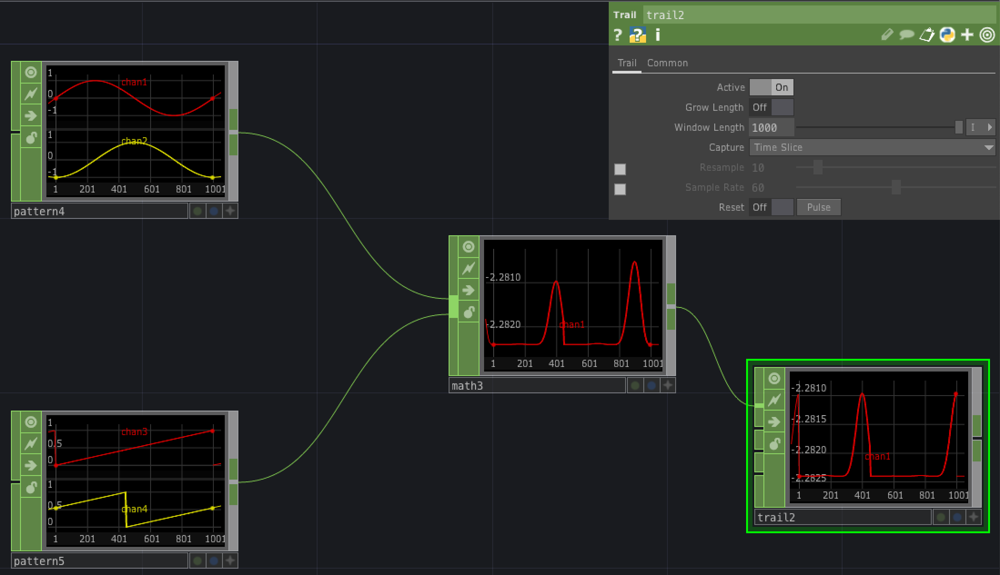 Trail trail2
? ? i
Trail Common
Active On
Grow Length Off
Window Length 1000 I
Capture Time Slice
Resample 10
Sample Rate 60
Reset Off Pulse
1
0
-1
chan1
1
0
-1
chan2
1 201 401 601 801 1001
pattern4
-2.2810
-2.2820
chan1
1 201 401 601 801 1001
math3
-2.2810
-2.2815
-2.2820
-2.2825
chan1
1 201 401 601 801 1001
trail2
1
0.5
0
chan3
1
0.5
0
chan4
1 201 401 601 801 1001
pattern5